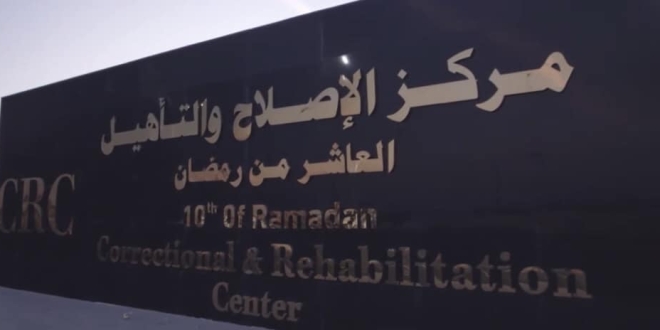 مركز الإصلاح والتأهيل
العاشر من رمضان
CRC
10th Of Ramadan
Correctional & Rehabilitation
Center